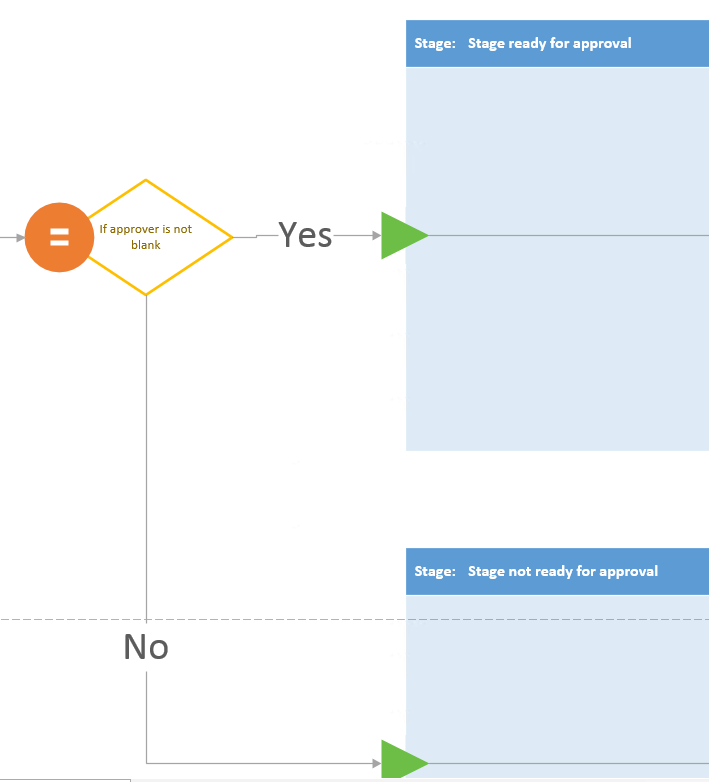 Stage: Stage ready for approval
If approver is not
blank
Yes
Stage: Stage not ready for approval
No